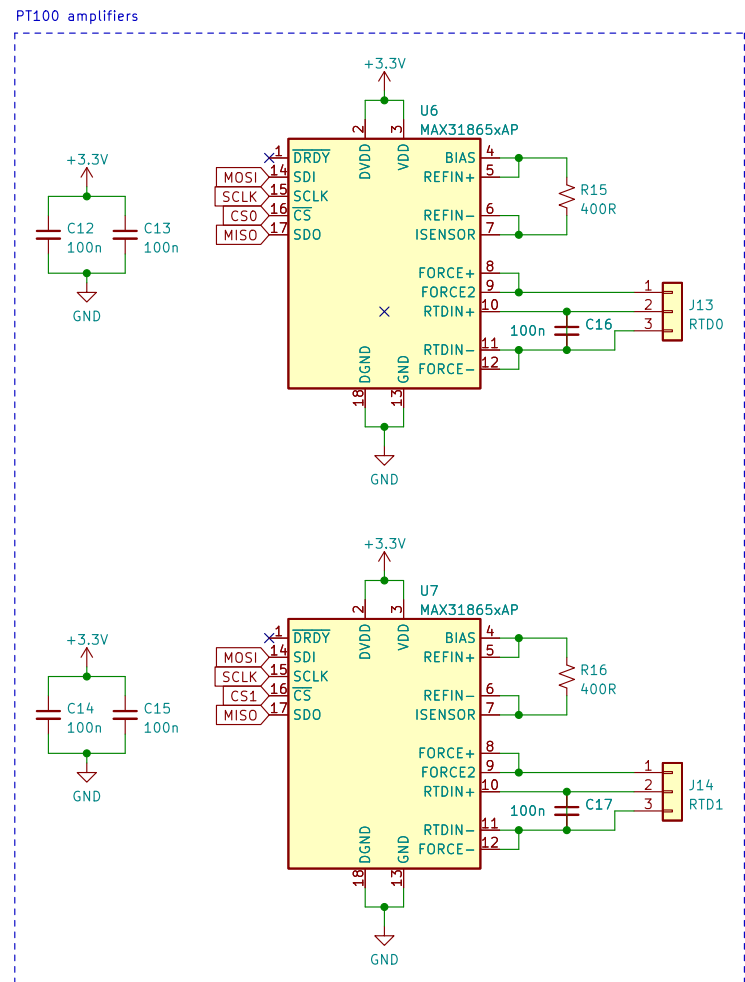 PT100 amplifiers
+3.3V
U6
MAX31865xAP
2
3
DVDD
VDD
1
DRDY
14
SDI
15
SCLK
16
CS
17
SDO
MOSI
SCLK
CS0
MISO
BIAS
4
REFIN+
5
REFIN-
6
ISENSOR
7
FORCE+
8
FORCE2
9
RTDIN+
10
RTDIN-
11
FORCE-
12
DGND
GND
18
13
GND
R15
400R
+3.3V
C12
100n
C13
100n
GND
100n
C16
1
2
3
J13
RTD0
+3.3V
U7
MAX31865xAP
2
3
DVDD
VDD
1
DRDY
14
SDI
15
SCLK
16
CS
17
SDO
MOSI
SCLK
CS1
MISO
BIAS
4
REFIN+
5
REFIN-
6
ISENSOR
7
FORCE+
8
FORCE2
9
RTDIN+
10
RTDIN-
11
FORCE-
12
DGND
GND
18
13
GND
R16
400R
+3.3V
C14
100n
C15
100n
GND
100n
C17
1
2
3
J14
RTD1